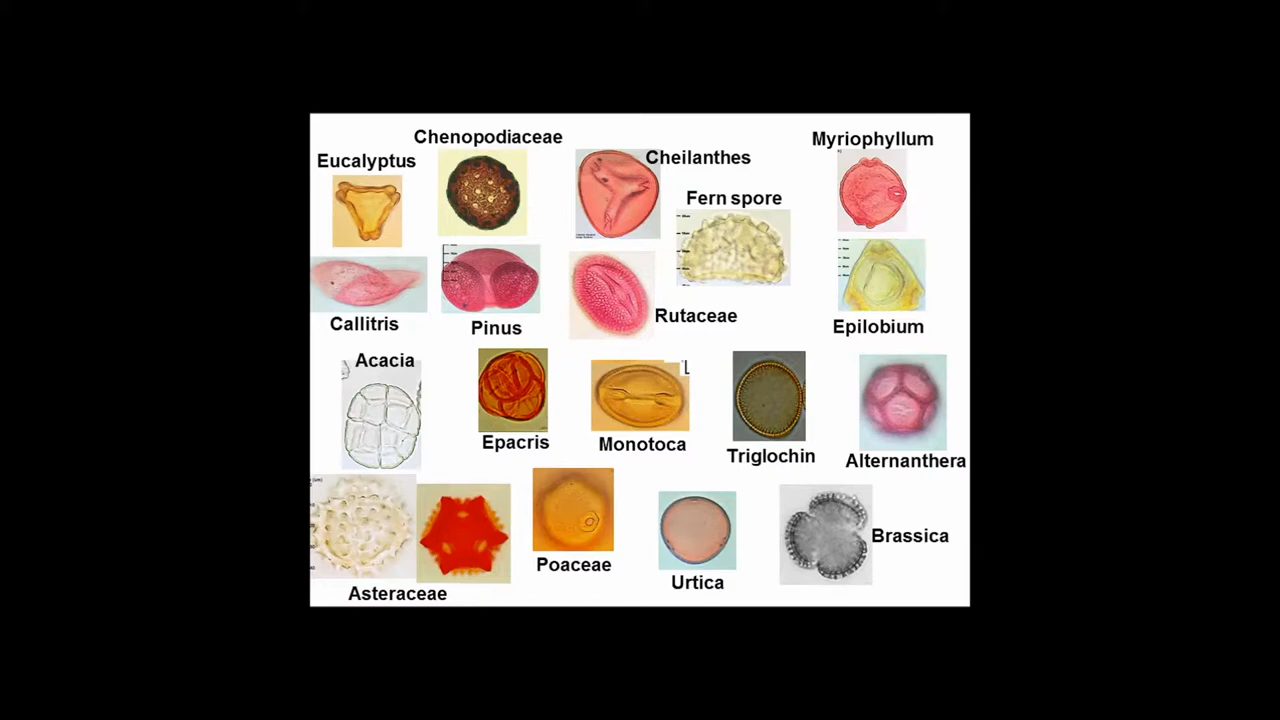 Chenopodiaceae
Myriophyllum
Eucalyptus
Cheilanthes
Fern spore
Callitris
Pinus
Rutaceae
Epilobium
Acacia
L
Epacris
Monotoca
Triglochin
Alternanthera
Poaceae
Urtica
Brassica
Asteraceae